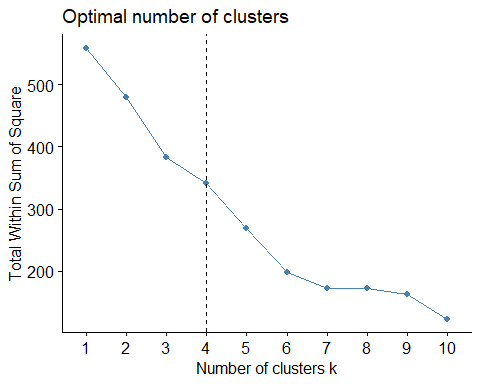 Optimal number of clusters
Total Within Sum of Square
500
400
300
200
1 2 3 4 5 6 7 8 9 10
Number of clusters k